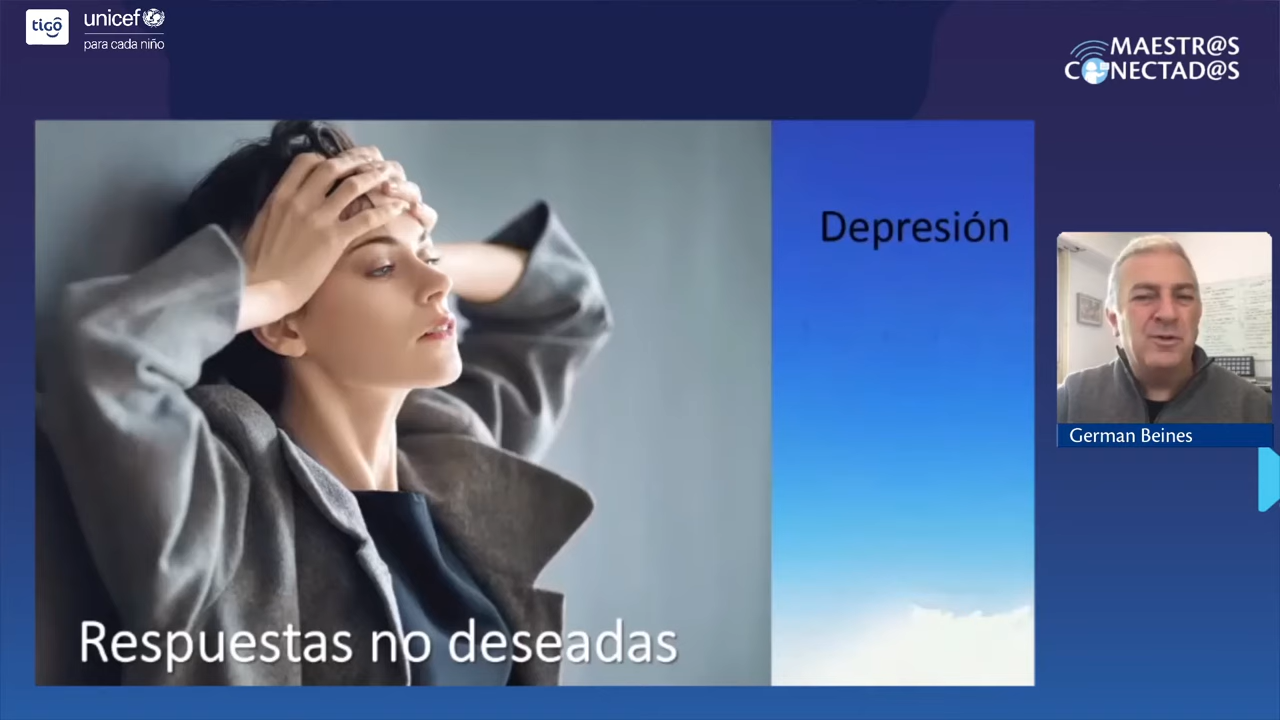 tigo
unicef
para cada niño
MAESTR@S
CONECTAD@S
Depresión
German Beines
Respuestas no deseadas